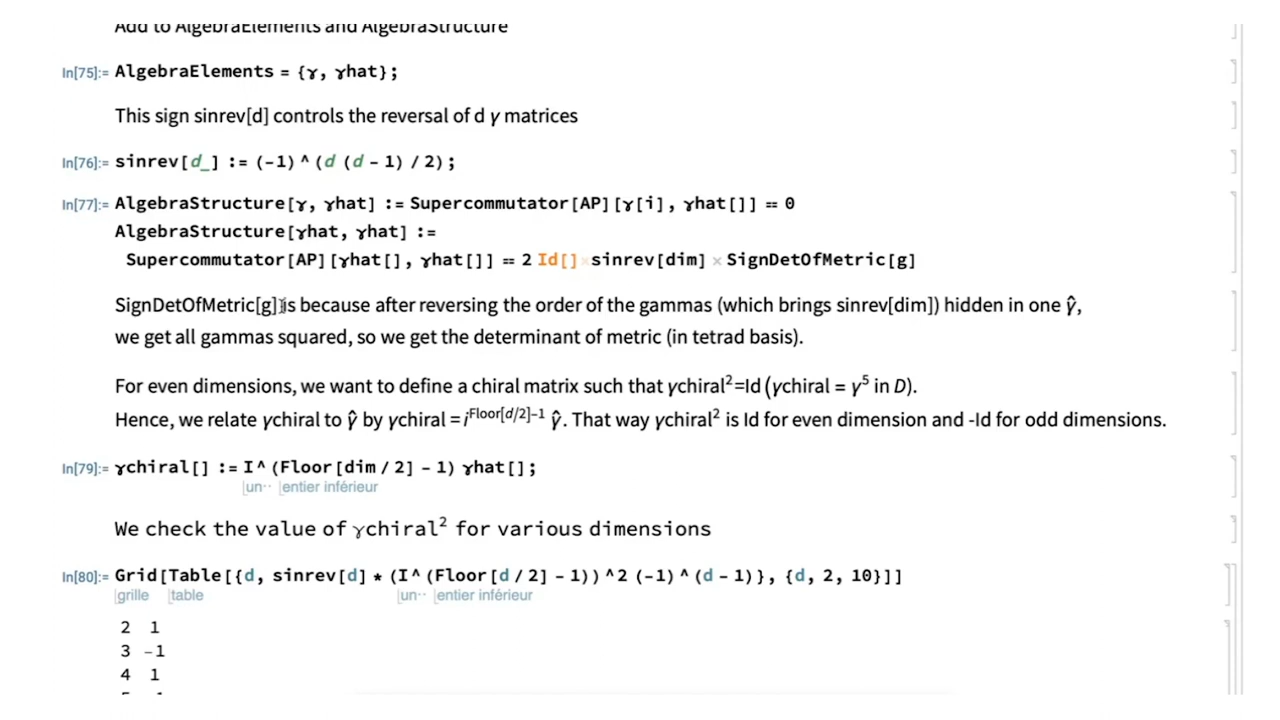 Add to AlgebraElements and AlgebraStructure
In[75]:= AlgebraElements = {γ, γhat};
This sign sinrev[d] controls the reversal of d γ matrices
In[76]:= sinrev[d_] := (-1)^(d (d - 1) / 2);
In[77]:= AlgebraStructure[γ, γhat] := Supercommutator[AP][γ[i], γhat[]] == 0
AlgebraStructure[γhat, γhat] :=
Supercommutator[AP][γhat[], γhat[]] == 2 Id[] × sinrev[dim] × SignDetOfMetric[g]
SignDetOfMetric[g] is because after reversing the order of the gammas (which brings sinrev[dim]) hidden in one γ̂,
we get all gammas squared, so we get the determinant of metric (in tetrad basis).
For even dimensions, we want to define a chiral matrix such that γchiral²=Id (γchiral = γ⁵ in D).
Hence, we relate γchiral to γ̂ by γchiral = i^Floor[d/2]-1 γ̂. That way γchiral² is Id for even dimension and -Id for odd dimensions.
In[79]:= γchiral[] := I^(Floor[dim / 2] - 1) γhat[];
un·· entier inférieur
We check the value of γchiral² for various dimensions
In[80]:= Grid[Table[{d, sinrev[d] * (I^(Floor[d / 2] - 1))^2 (-1)^(d - 1)}, {d, 2, 10}]]
grille table un·· entier inférieur
2 1
3 -1
4 1